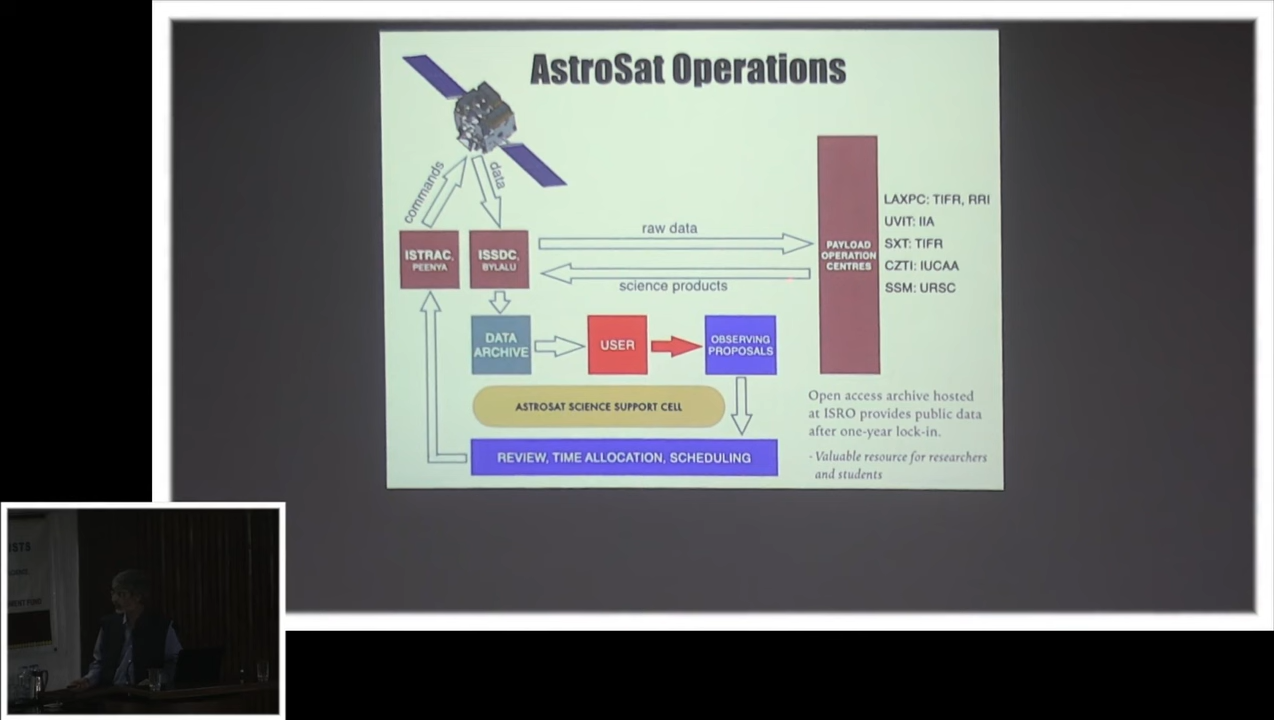 AstroSat Operations
commands
data
ISTRAC,
PEENYA
ISSDC,
BYLALU
raw data
science products
PAYLOAD
OPERATION
CENTRES
LAXPC: TIFR, RRI
UVIT: IIA
SXT: TIFR
CZTI: IUCAA
SSM: URSC
DATA
ARCHIVE
USER
OBSERVING
PROPOSALS
ASTROSAT SCIENCE SUPPORT CELL
REVIEW, TIME ALLOCATION, SCHEDULING
Open access archive hosted
at ISRO provides public data
after one-year lock-in.
- Valuable resource for researchers
and students